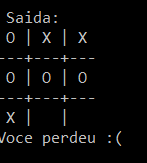 Saida:
O | X | X
---+---+---
O | O | O
---+---+---
X |   |
Voce perdeu :(